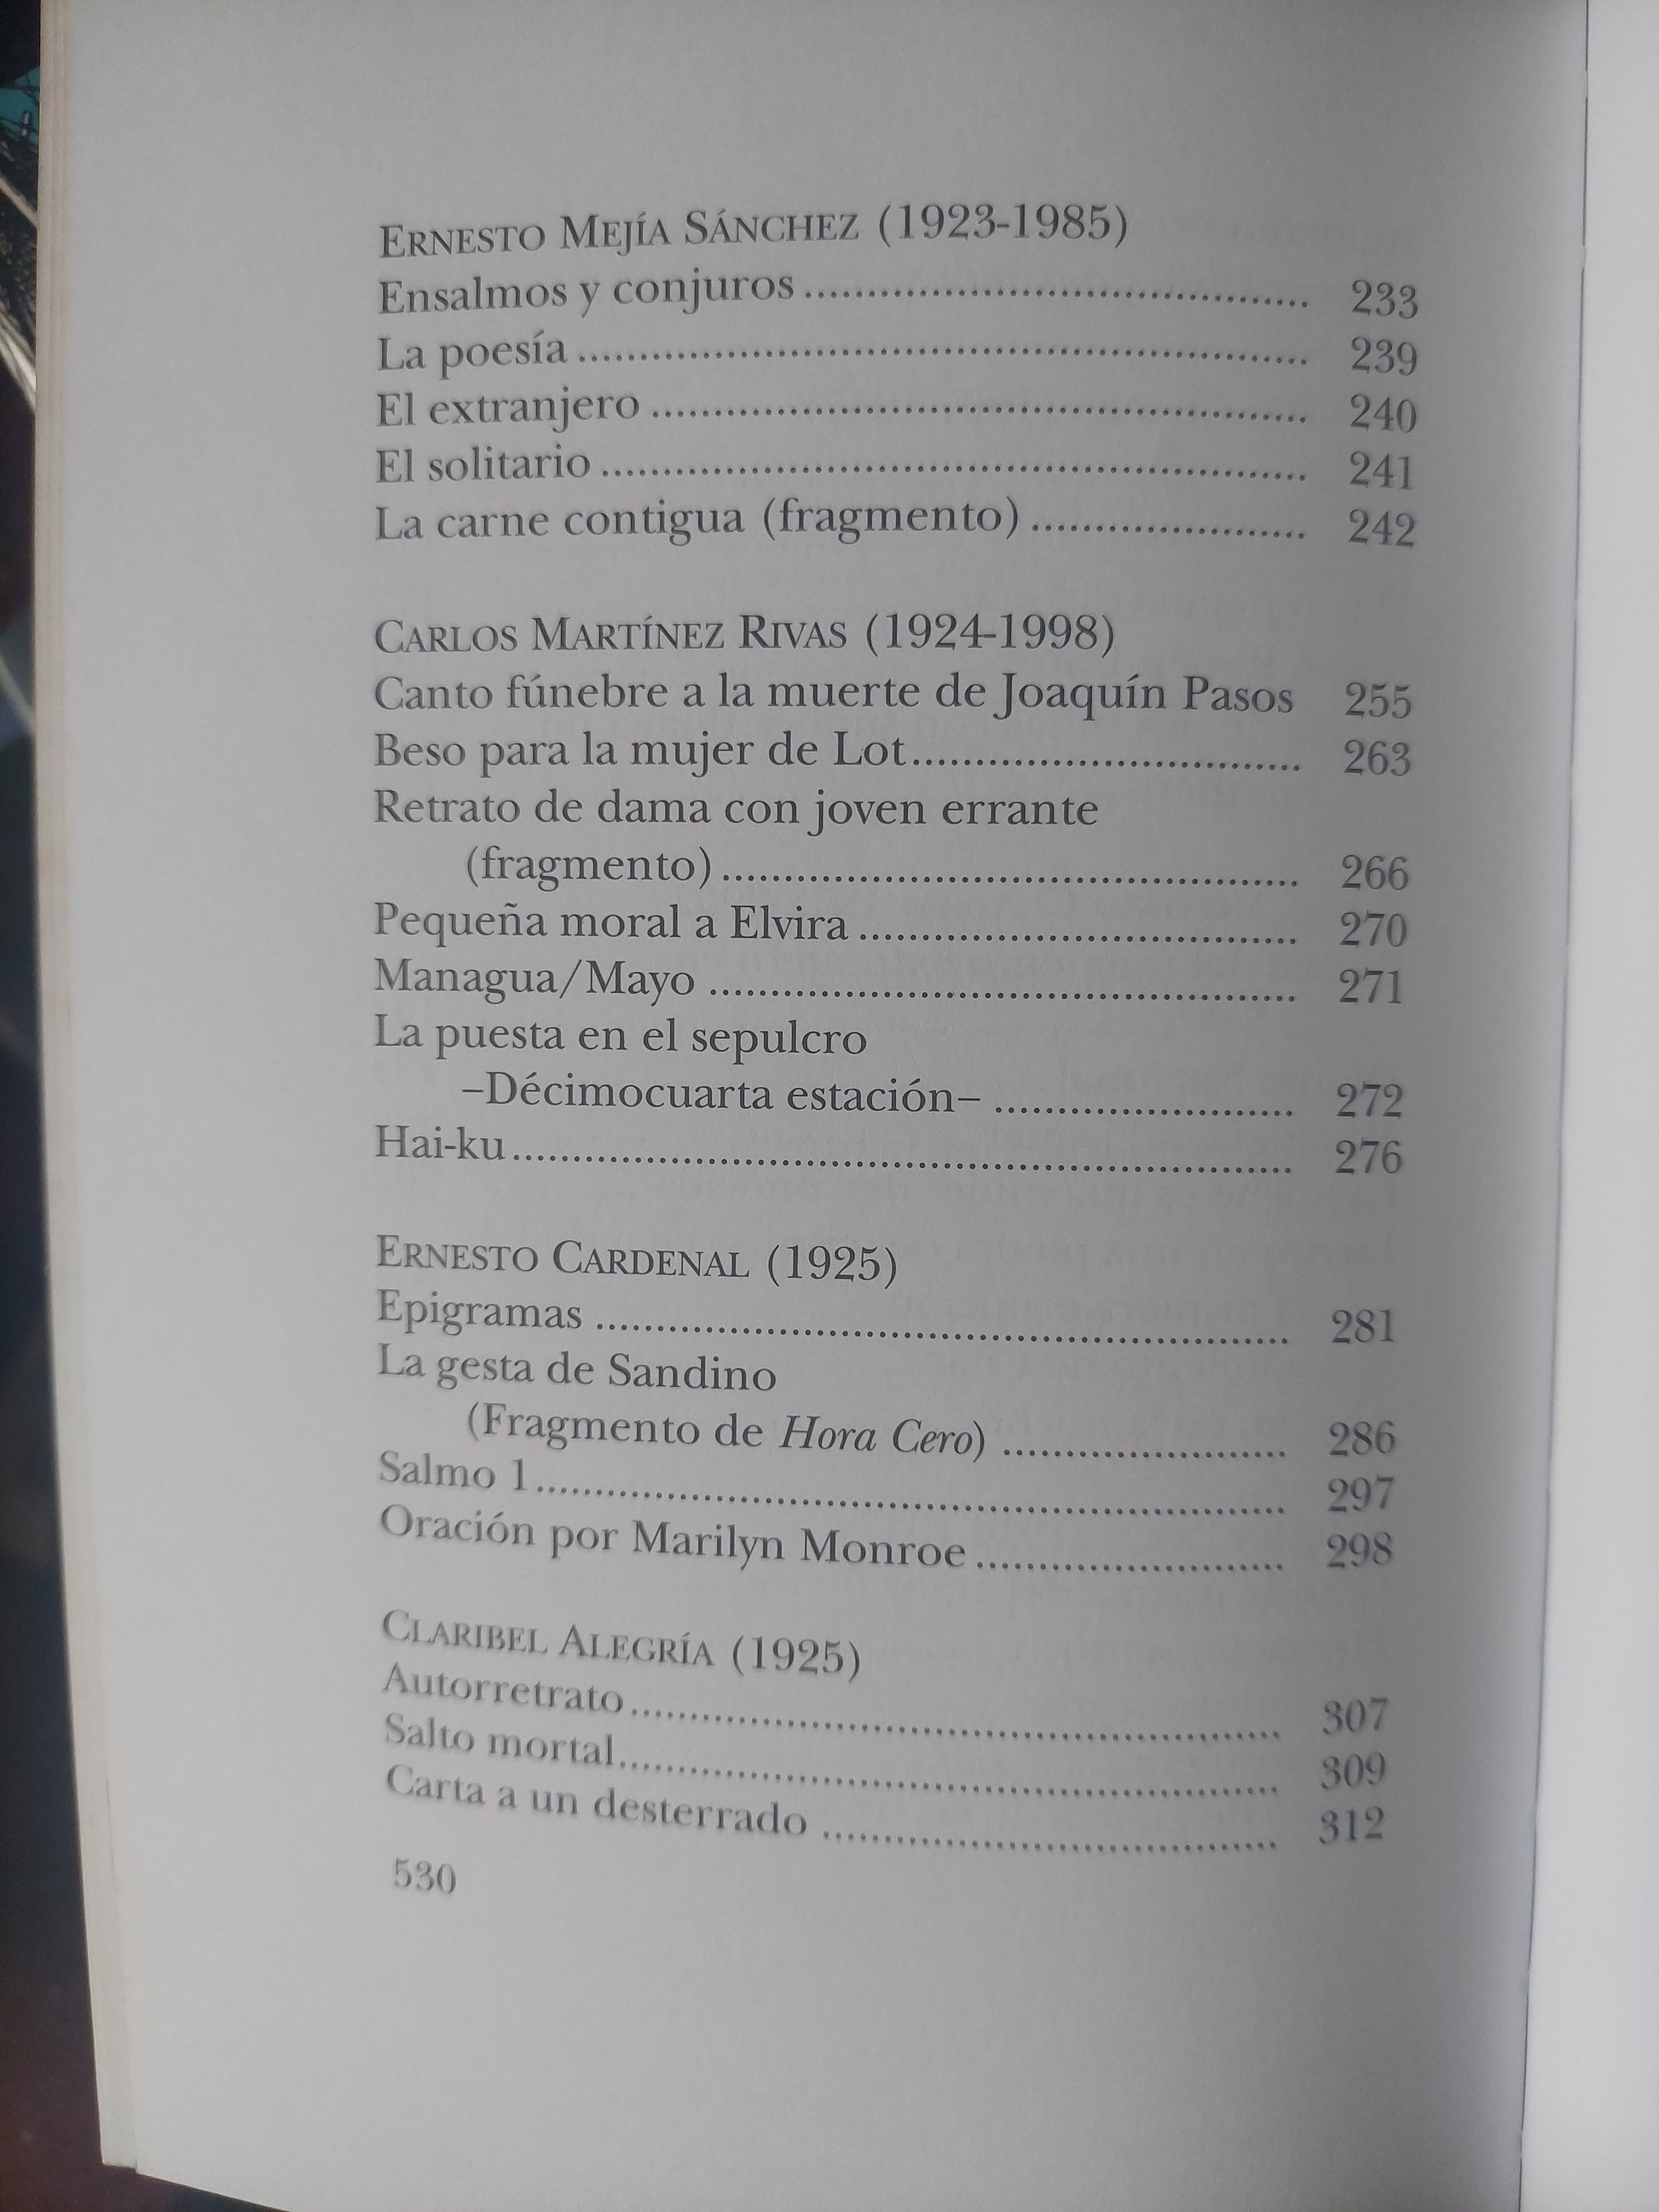 ERNESTO MEJÍA SÁNCHEZ (1923-1985)
Ensalmos y conjuros ........................................ 233
La poesía .......................................................... 239
El extranjero .................................................... 240
El solitario ........................................................ 241
La carne contigua (fragmento) ...................... 242
CARLOS MARTÍNEZ RIVAS (1924-1998)
Canto fúnebre a la muerte de Joaquín Pasos 255
Beso para la mujer de Lot............................... 263
Retrato de dama con joven errante
(fragmento) .............................................. 266
Pequeña moral a Elvira ................................... 270
Managua/Mayo ............................................... 271
La puesta en el sepulcro
–Décimocuarta estación– ........................ 272
Hai-ku............................................................... 276
ERNESTO CARDENAL (1925)
Epigramas ........................................................ 281
La gesta de Sandino
(Fragmento de Hora Cero) ....................... 286
Salmo 1............................................................. 297
Oración por Marilyn Monroe ......................... 298
CLARIBEL ALEGRÍA (1925)
Autorretrato..................................................... 307
Salto mortal...................................................... 309
Carta a un desterrado ..................................... 312
530